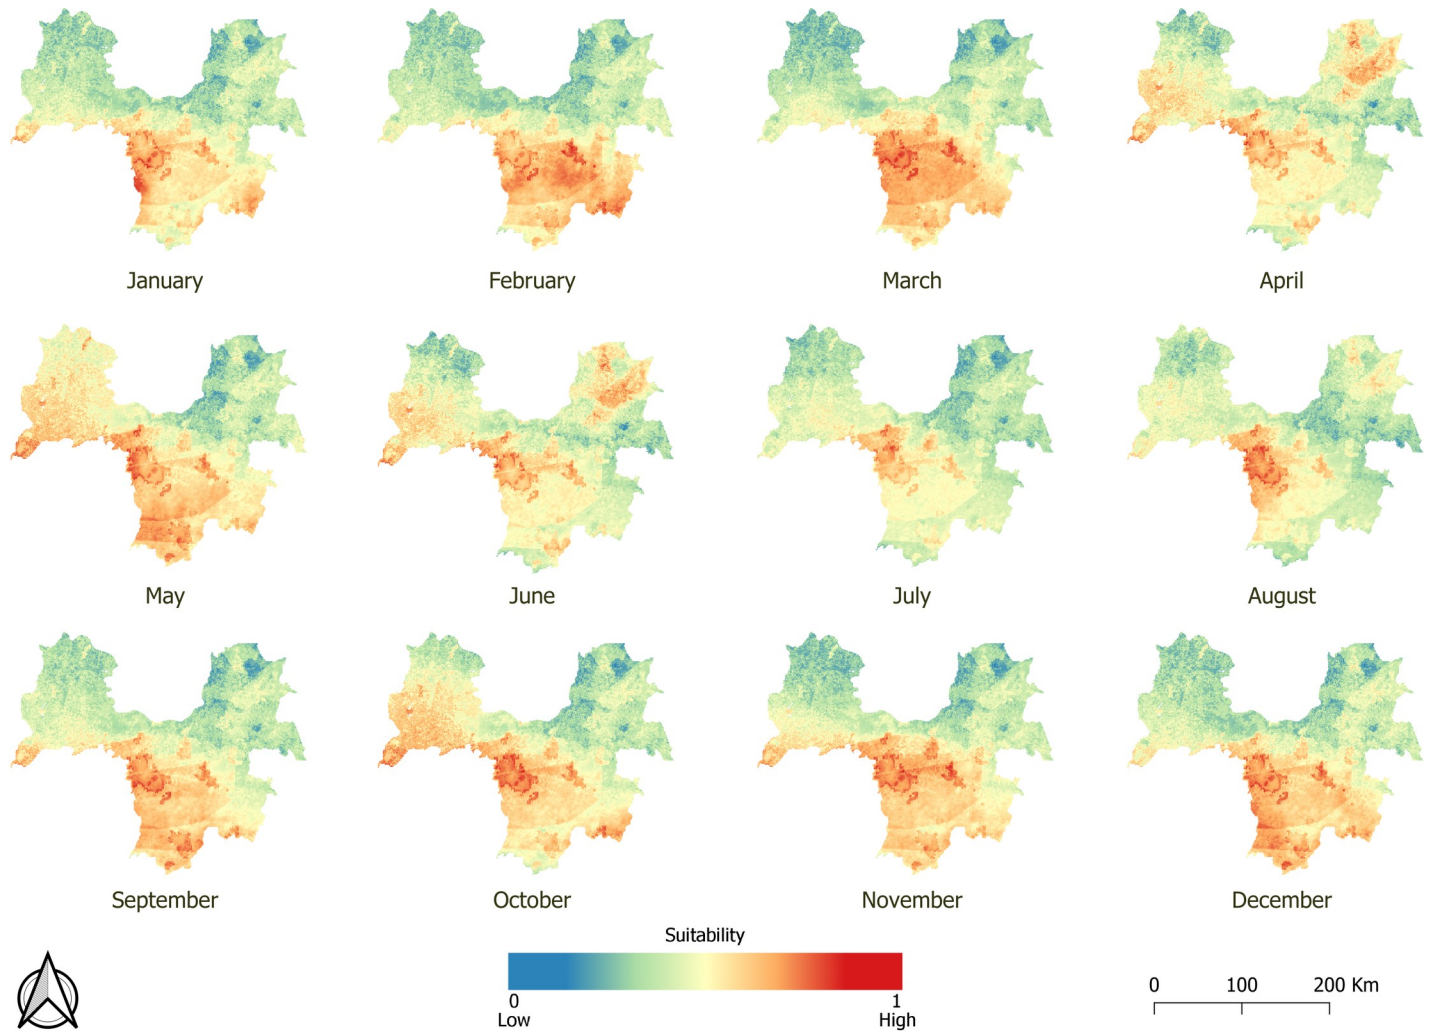 January
February
March
April
May
June
July
August
September
October
November
December
Suitability
0
1
Low
High
0 100 200 Km